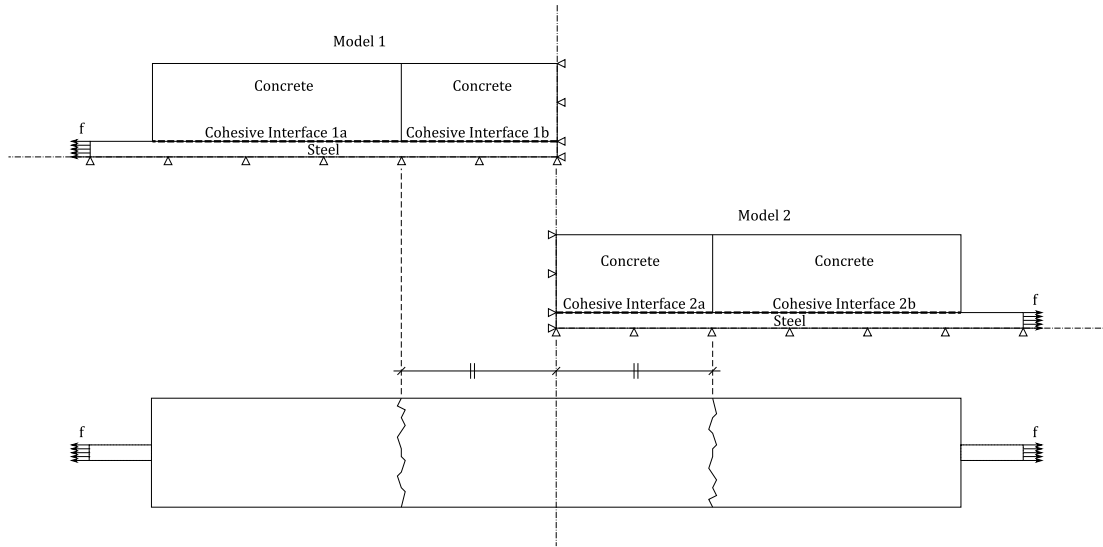 Model 1
Concrete Concrete
f
Cohesive Interface 1a Cohesive Interface 1b
Steel
Model 2
Concrete Concrete
Cohesive Interface 2a Cohesive Interface 2b
f
Steel
f f